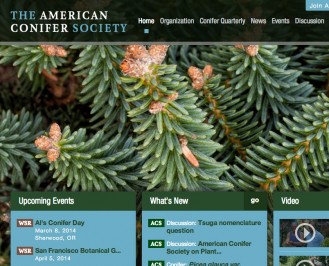 Join A
THE AMERICAN
CONIFER SOCIETY
Home Organization Conifer Quarterly News Events Discussion
Upcoming Events
WSR Al's Conifer Day
March 8, 2014
Sherwood, OR
WSR San Francisco Botanical G...
April 5, 2014
What's New
go
ACS Discussion: Tsuga nomenclature
question
ACS Discussion: American Conifer
Society on Plant...
ACS Conifer: Picea glauca var.
Video